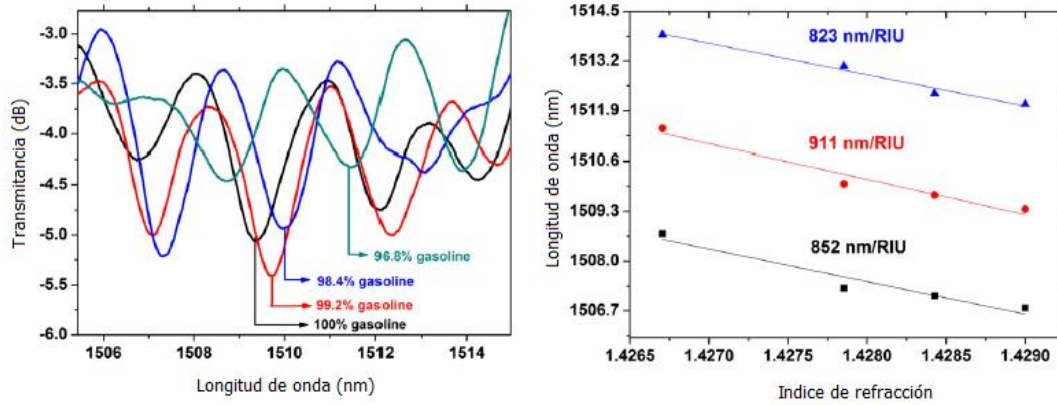 -3.0
-3.5
-4.0
-4.5
-5.0
-5.5
-6.0
Transmitancia (dB)
96.8% gasoline
98.4% gasoline
99.2% gasoline
100% gasoline
1506 1508 1510 1512 1514
Longitud de onda (nm)
1514.5
1513.2
1511.9
1510.6
1509.3
1508.0
1506.7
Longitud de onda (nm)
823 nm/RIU
911 nm/RIU
852 nm/RIU
1.4265 1.4270 1.4275 1.4280 1.4285 1.4290
Indice de refracción